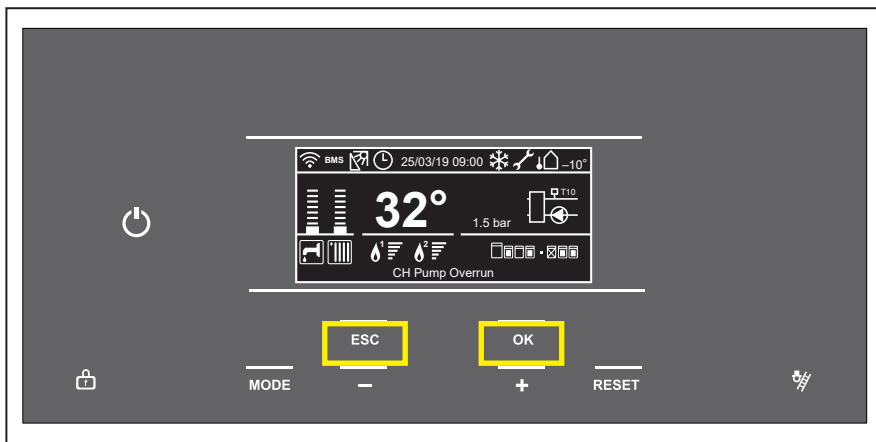 BMS 25/03/19 09:00 –10°
T10
32°
1.5 bar
1 2
CH Pump Overrun
ESC OK
MODE – + RESET